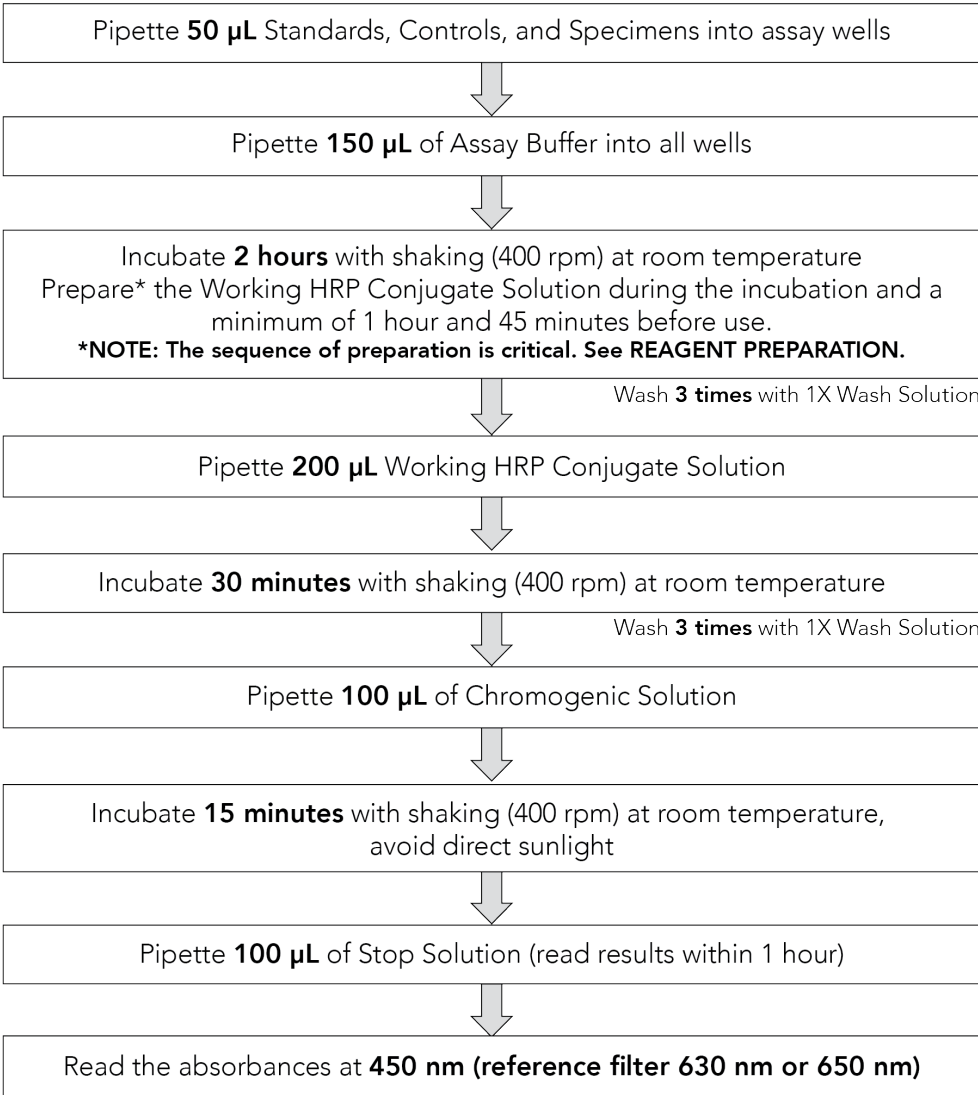 Pipette 50 µL Standards, Controls, and Specimens into assay wells
Pipette 150 µL of Assay Buffer into all wells
Incubate 2 hours with shaking (400 rpm) at room temperature
Prepare* the Working HRP Conjugate Solution during the incubation and a
minimum of 1 hour and 45 minutes before use.
*NOTE: The sequence of preparation is critical. See REAGENT PREPARATION.
Wash 3 times with 1X Wash Solution
Pipette 200 µL Working HRP Conjugate Solution
Incubate 30 minutes with shaking (400 rpm) at room temperature
Wash 3 times with 1X Wash Solution
Pipette 100 µL of Chromogenic Solution
Incubate 15 minutes with shaking (400 rpm) at room temperature,
avoid direct sunlight
Pipette 100 µL of Stop Solution (read results within 1 hour)
Read the absorbances at 450 nm (reference filter 630 nm or 650 nm)